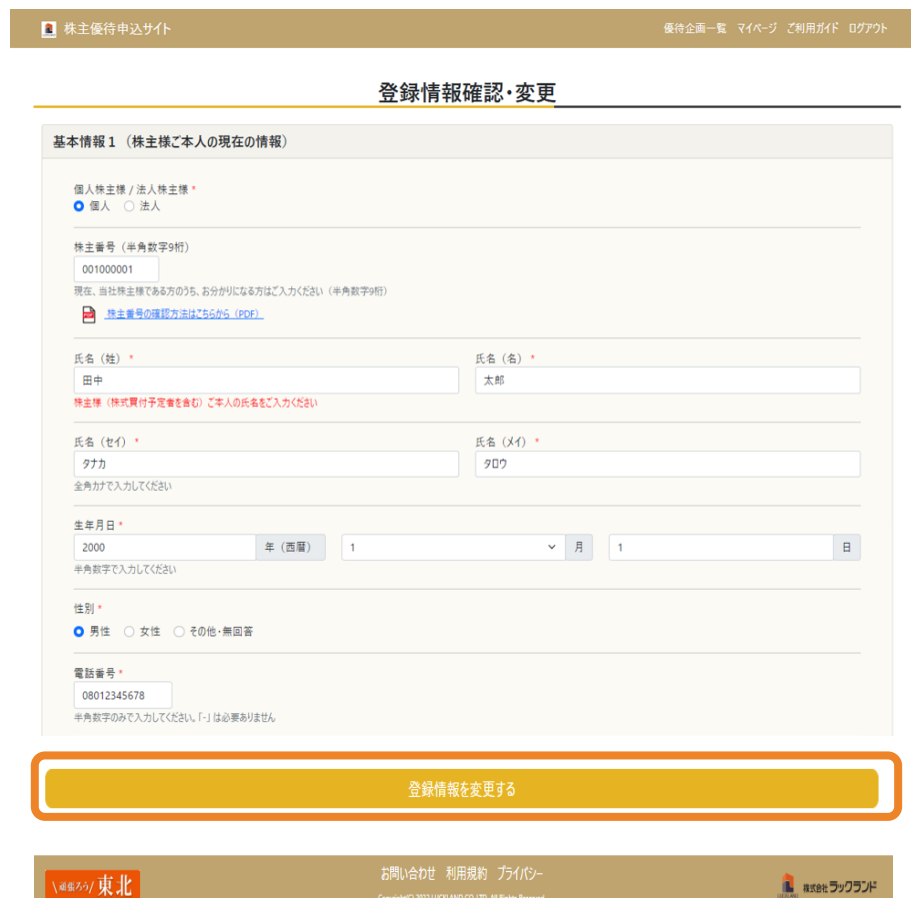 株主優待申込サイト
優待企画一覧 マイページ ご利用ガイド ログアウト
登録情報確認・変更
基本情報１（株主様ご本人の現在の情報）
個人株主様 / 法人株主様 *
個人 法人
株主番号（半角数字9桁）
001000001
現在、当社株主様である方のうち、お分かりになる方はご入力ください（半角数字9桁）
株主番号の確認方法はこちらから（PDF）
氏名（姓） * 氏名（名） *
田中 太郎
株主様（株式買付予定者を含む）ご本人の氏名をご入力ください
氏名（セイ） * 氏名（メイ） *
タナカ タロウ
全角カナで入力してください
生年月日 *
2000 年（西暦） 1 月 1 日
半角数字で入力してください
性別 *
男性 女性 その他・無回答
電話番号 *
08012345678
半角数字のみで入力してください。「-」は必要ありません
登録情報を変更する
お問い合わせ 利用規約 プライバシー
\頑張ろう/ 東北
株式会社ラックランド